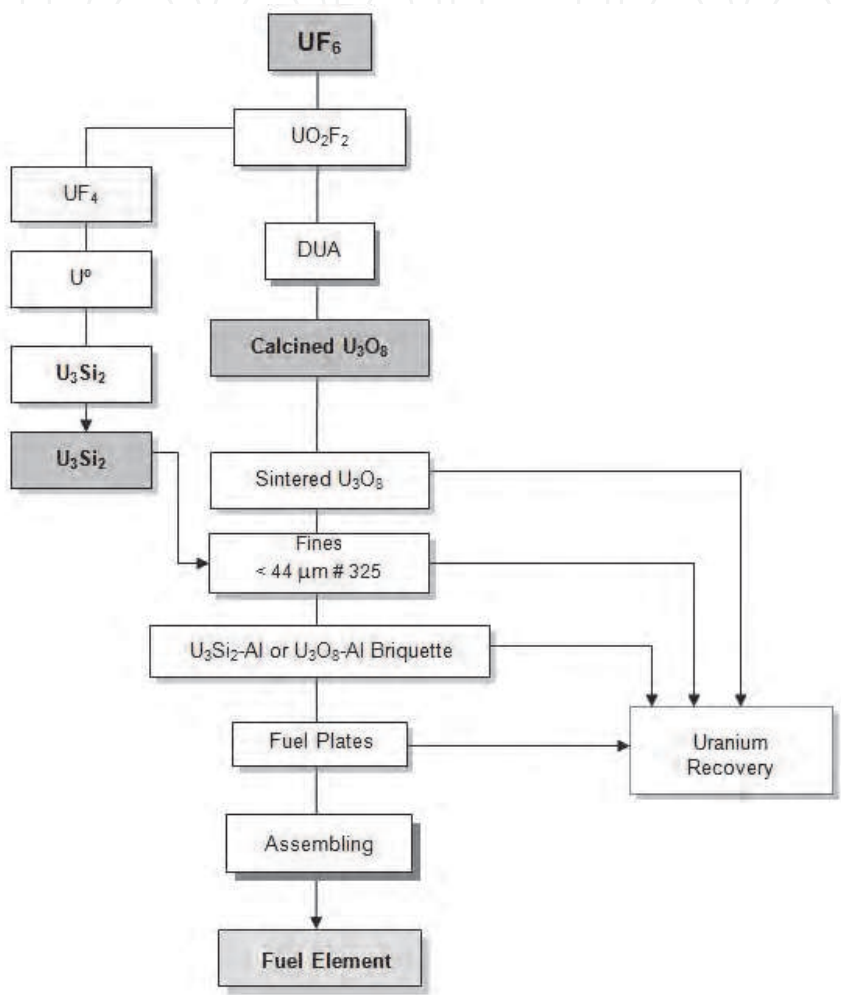 UF₆
UO₂F₂
UF₄
DUA
Uº
Calcined U₃O₈
U₃Si₂
U₃Si₂
Sintered U₃O₈
Fines
< 44 µm # 325
U₃Si₂-Al or U₃O₈-Al Briquette
Fuel Plates
Uranium
Recovery
Assembling
Fuel Element